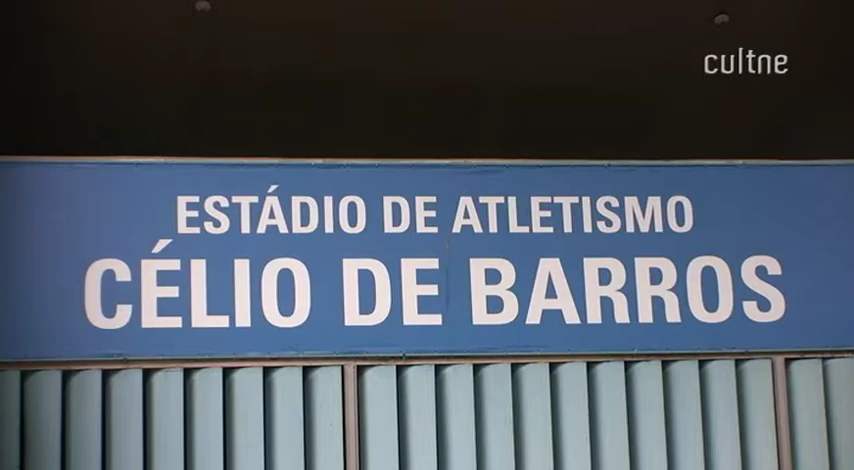 cultne
ESTÁDIO DE ATLETISMO
CÉLIO DE BARROS